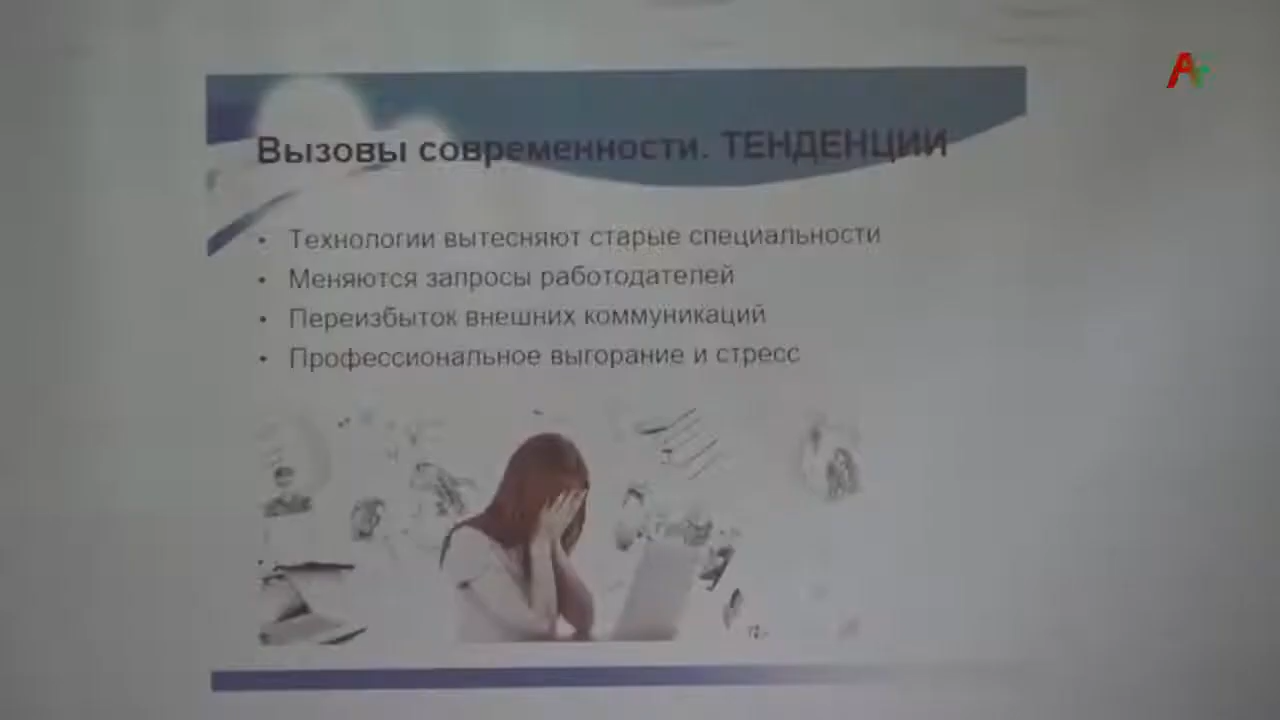 A+
Вызовы современности. ТЕНДЕНЦИИ
• Технологии вытесняют старые специальности
• Меняются запросы работодателей
• Переизбыток внешних коммуникаций
• Профессиональное выгорание и стресс